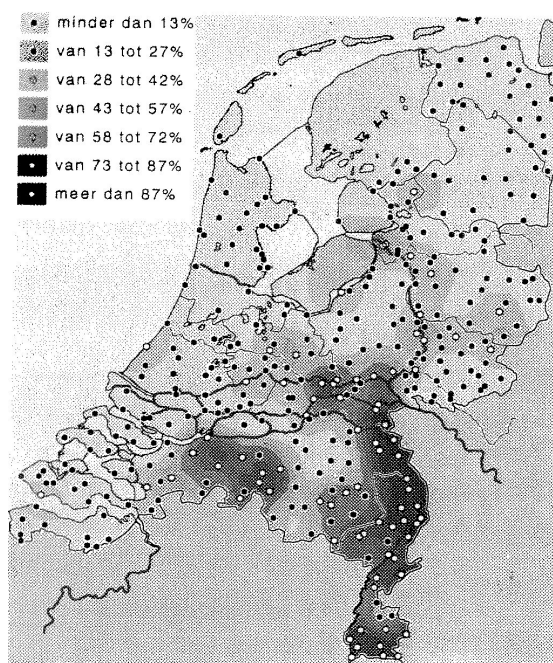 minder dan 13%
van 13 tot 27%
van 28 tot 42%
van 43 tot 57%
van 58 tot 72%
van 73 tot 87%
meer dan 87%